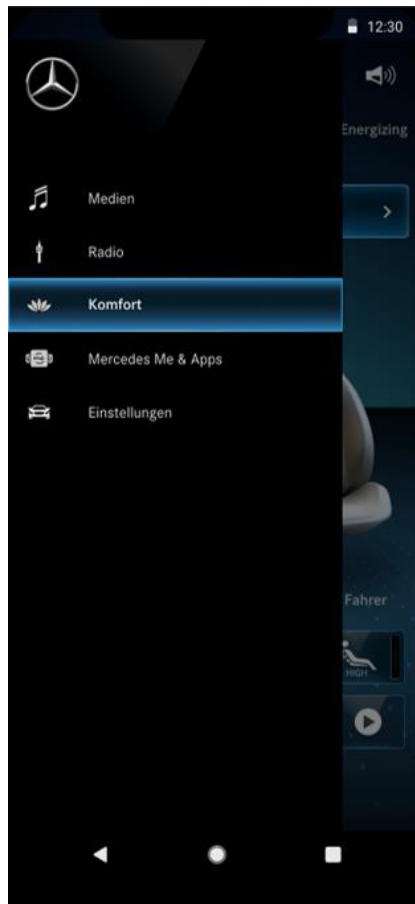 12:30
Energizing
Medien
Radio
Komfort
Mercedes Me & Apps
Einstellungen
Fahrer
HIGH